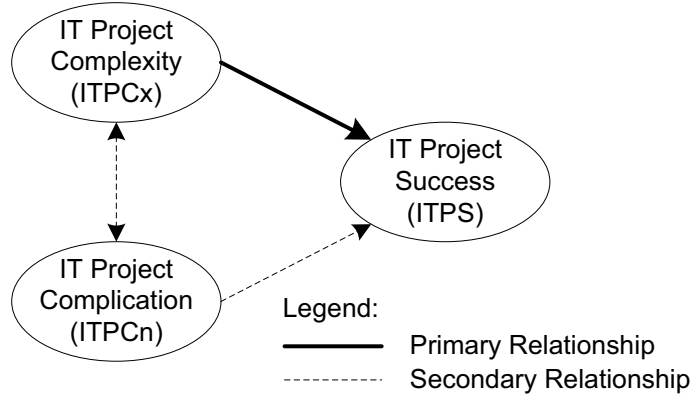 IT Project
Complexity
(ITPCx)
IT Project
Success
(ITPS)
IT Project
Complication
(ITPCn)
Legend:
Primary Relationship
Secondary Relationship